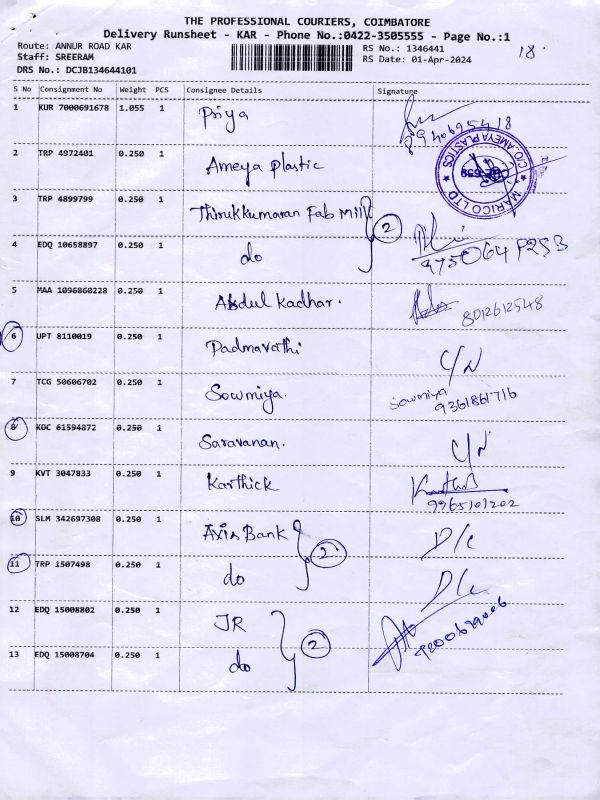 THE PROFESSIONAL COURIERS, COIMBATORE
Delivery Runsheet - KAR - Phone No.:0422-3505555 - Page No.:1
Route: ANNUR ROAD KAR
Staff: SREERAM
DRS No.: DCJB134644101
RS No.: 1346441
RS Date: 01-Apr-2024
18.
S No Consignment No Weight PCS Consignee Details Signature
1 KUR 7000691678 1.055 1 Priya
2 TRP 4972401 0.250 1 Ameya plastic
C/O. AMEYA PLASTICS ★ MARICO LTD ★
3 TRP 4899799 0.250 1 Thirukkumaran Fab Mill 2
4 EDQ 10658897 0.250 1 do
5 MAA 1096860228 0.250 1 Abdul Kadhar. 8012612548
6 UPT 8110019 0.250 1 Padmavathi C/N
7 TCG 50606702 0.250 1 Sowmiya. Sowmiya
9361861716
8 KOC 61594872 0.250 1 Saravanan. C/N
9 KVT 3047833 0.250 1 Karthick
9965101202
10 SLM 342697308 0.250 1 Axis Bank 2 D/c
11 TRP 1507498 0.250 1 do D/c
12 EDQ 15008802 0.250 1 JR 2
13 EDQ 15008704 0.250 1 do